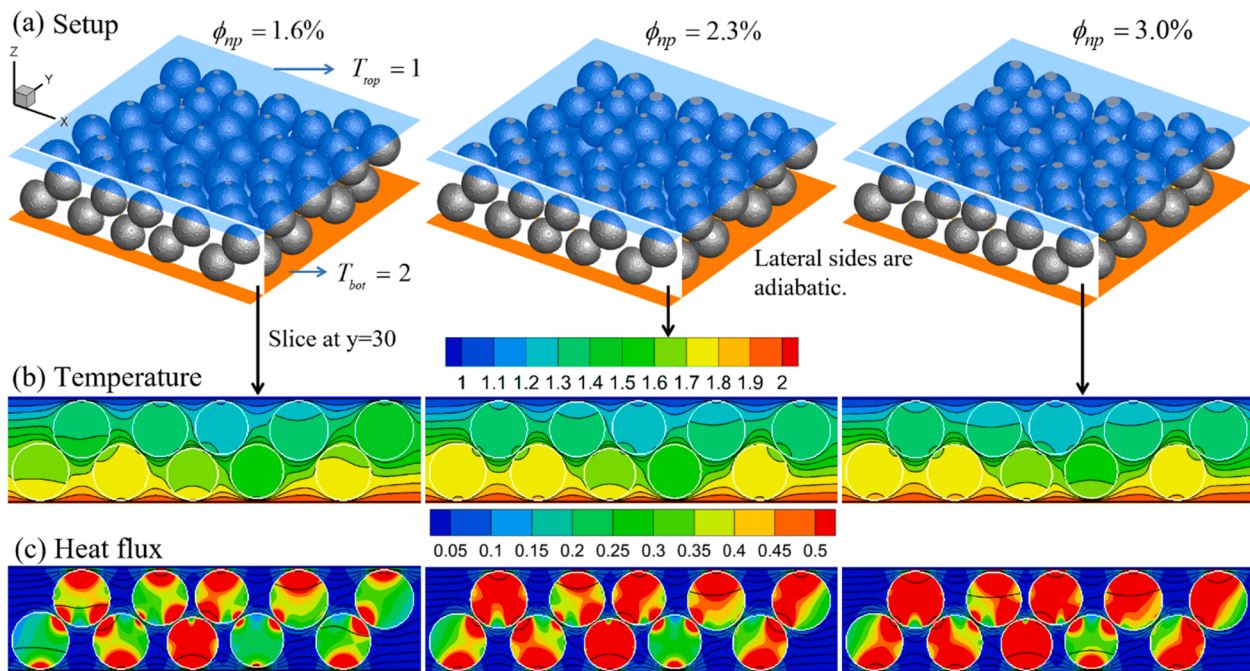 (a) Setup
ϕnp = 1.6%
ϕnp = 2.3%
ϕnp = 3.0%
Z
Y
X
Ttop = 1
Tbot = 2
Lateral sides are
adiabatic.
Slice at y=30
1 1.1 1.2 1.3 1.4 1.5 1.6 1.7 1.8 1.9 2
(b) Temperature
0.05 0.1 0.15 0.2 0.25 0.3 0.35 0.4 0.45 0.5
(c) Heat flux